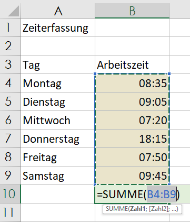 A B
1 Zeiterfassung
2
3 Tag Arbeitszeit
4 Montag 08:35
5 Dienstag 09:05
6 Mittwoch 07:20
7 Donnerstag 18:15
8 Freitag 07:50
9 Samstag 09:45
10 =SUMME(B4:B9)
11 SUMME(Zahl1; [Zahl2]; ...)